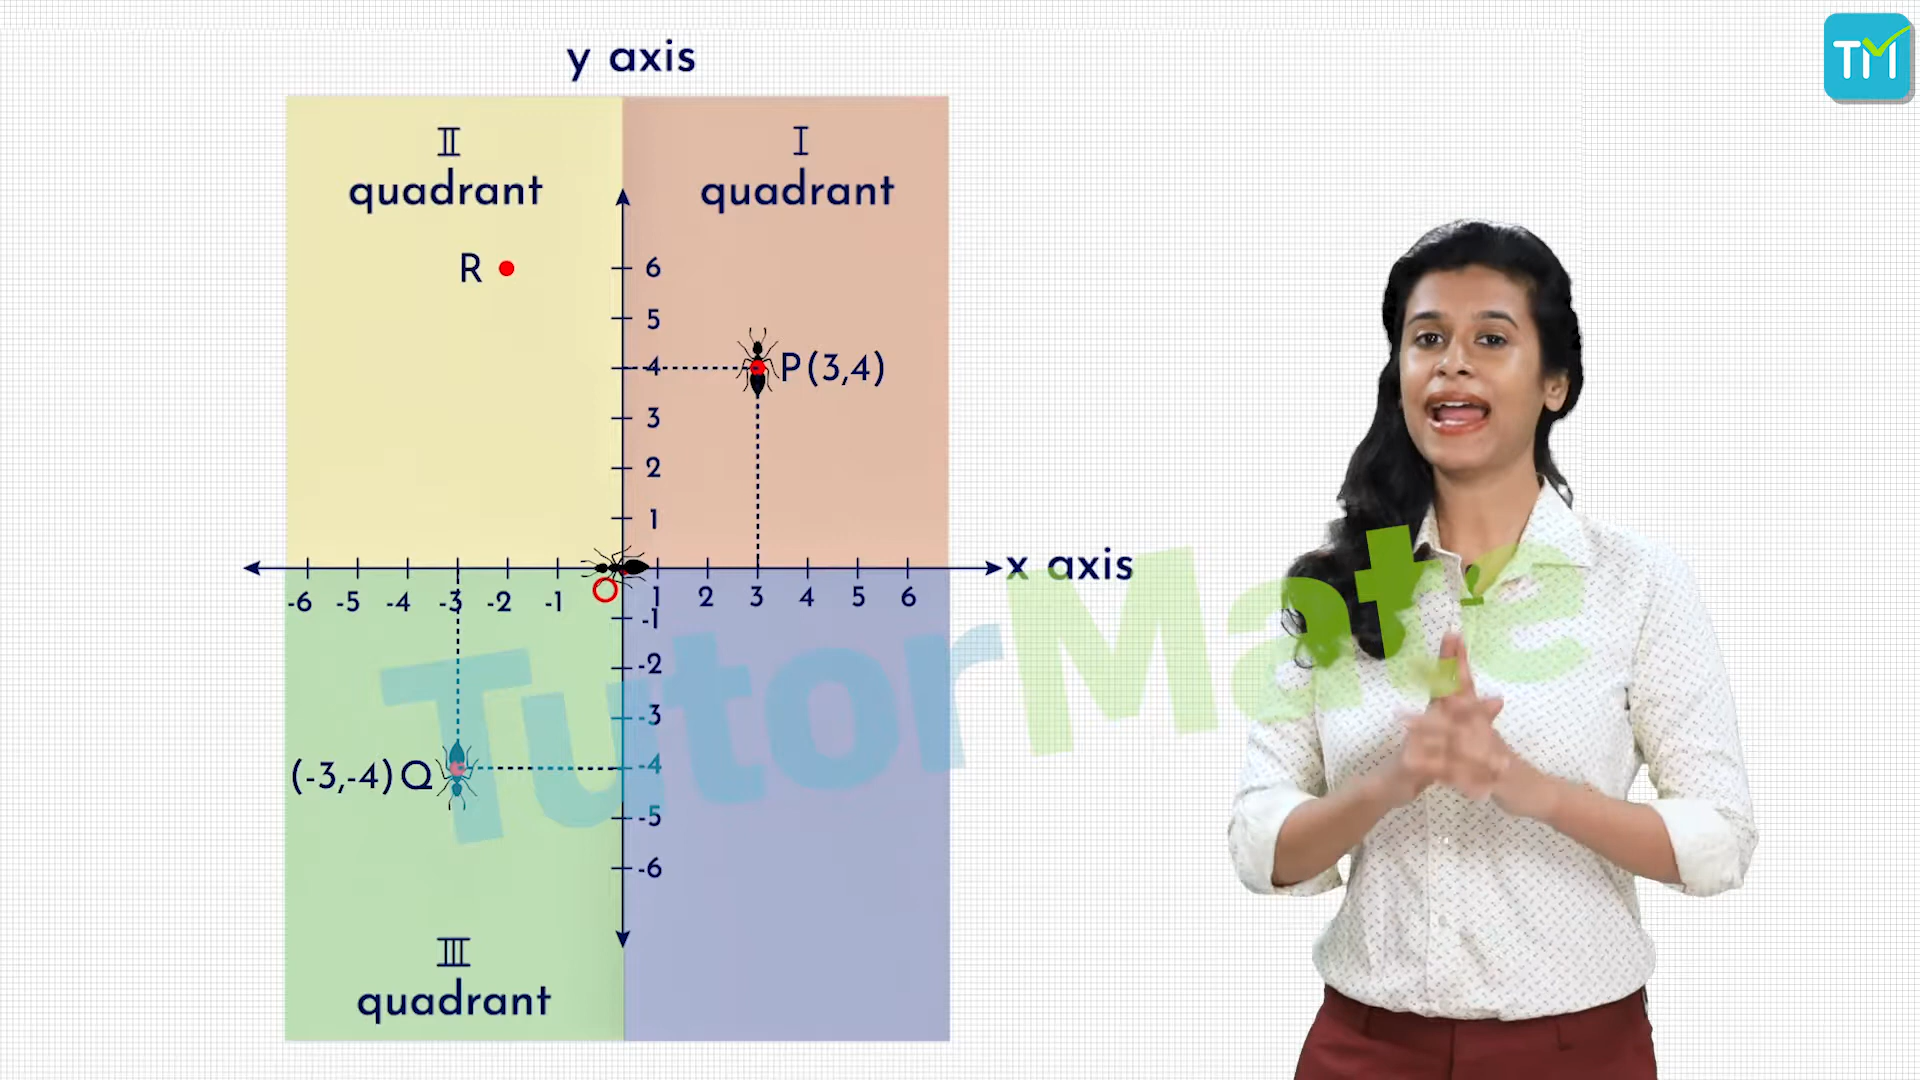 TM
y axis
II
quadrant
I
quadrant
R
6
5
4
P(3,4)
3
2
1
x axis
-6 -5 -4 -3 -2 -1
O
1 2 3 4 5 6
-1
-2
-3
-4
(-3,-4)Q
-5
-6
TutorMate
III
quadrant